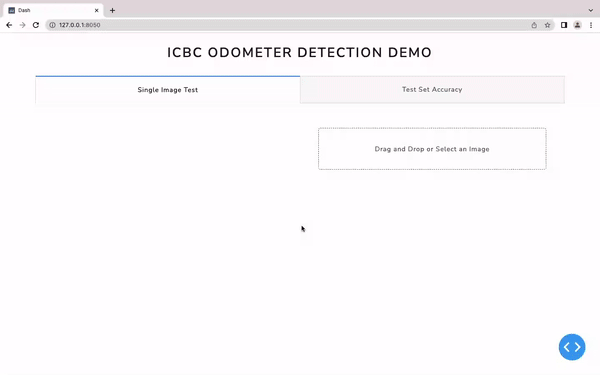 Dash
127.0.0.1:8050
ICBC ODOMETER DETECTION DEMO
Single Image Test
Test Set Accuracy
Drag and Drop or Select an Image